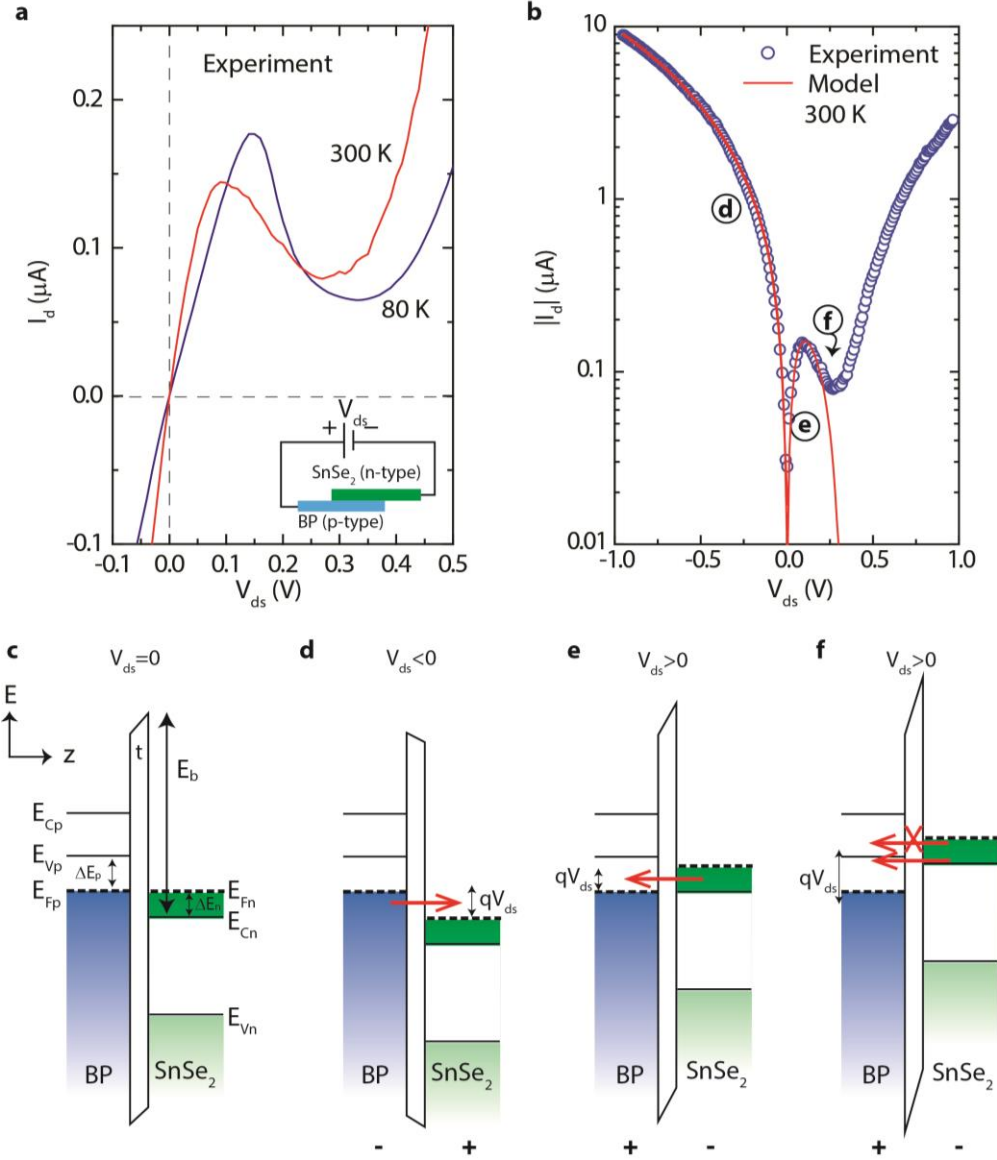 a
Experiment
300 K
80 K
0.2
0.1
0.0
-0.1
I_d (μA)
-0.1 0.0 0.1 0.2 0.3 0.4 0.5
V_ds (V)
V_ds
+ -
SnSe₂ (n-type)
BP (p-type)
b
Experiment
Model
300 K
10
1
0.1
0.01
||_d| (μA)
d
f
e
-1.0 -0.5 0.0 0.5 1.0
V_ds (V)
c V_ds=0
E
z
t
E_b
E_Cp
E_Vp
ΔE_p
E_Fp
E_Fn
ΔE_n
E_Cn
E_Vn
BP SnSe₂
d V_ds<0
qV_ds
BP SnSe₂
- +
e V_ds>0
qV_ds
BP SnSe₂
+ -
f V_ds>0
qV_ds
BP SnSe₂
+ -